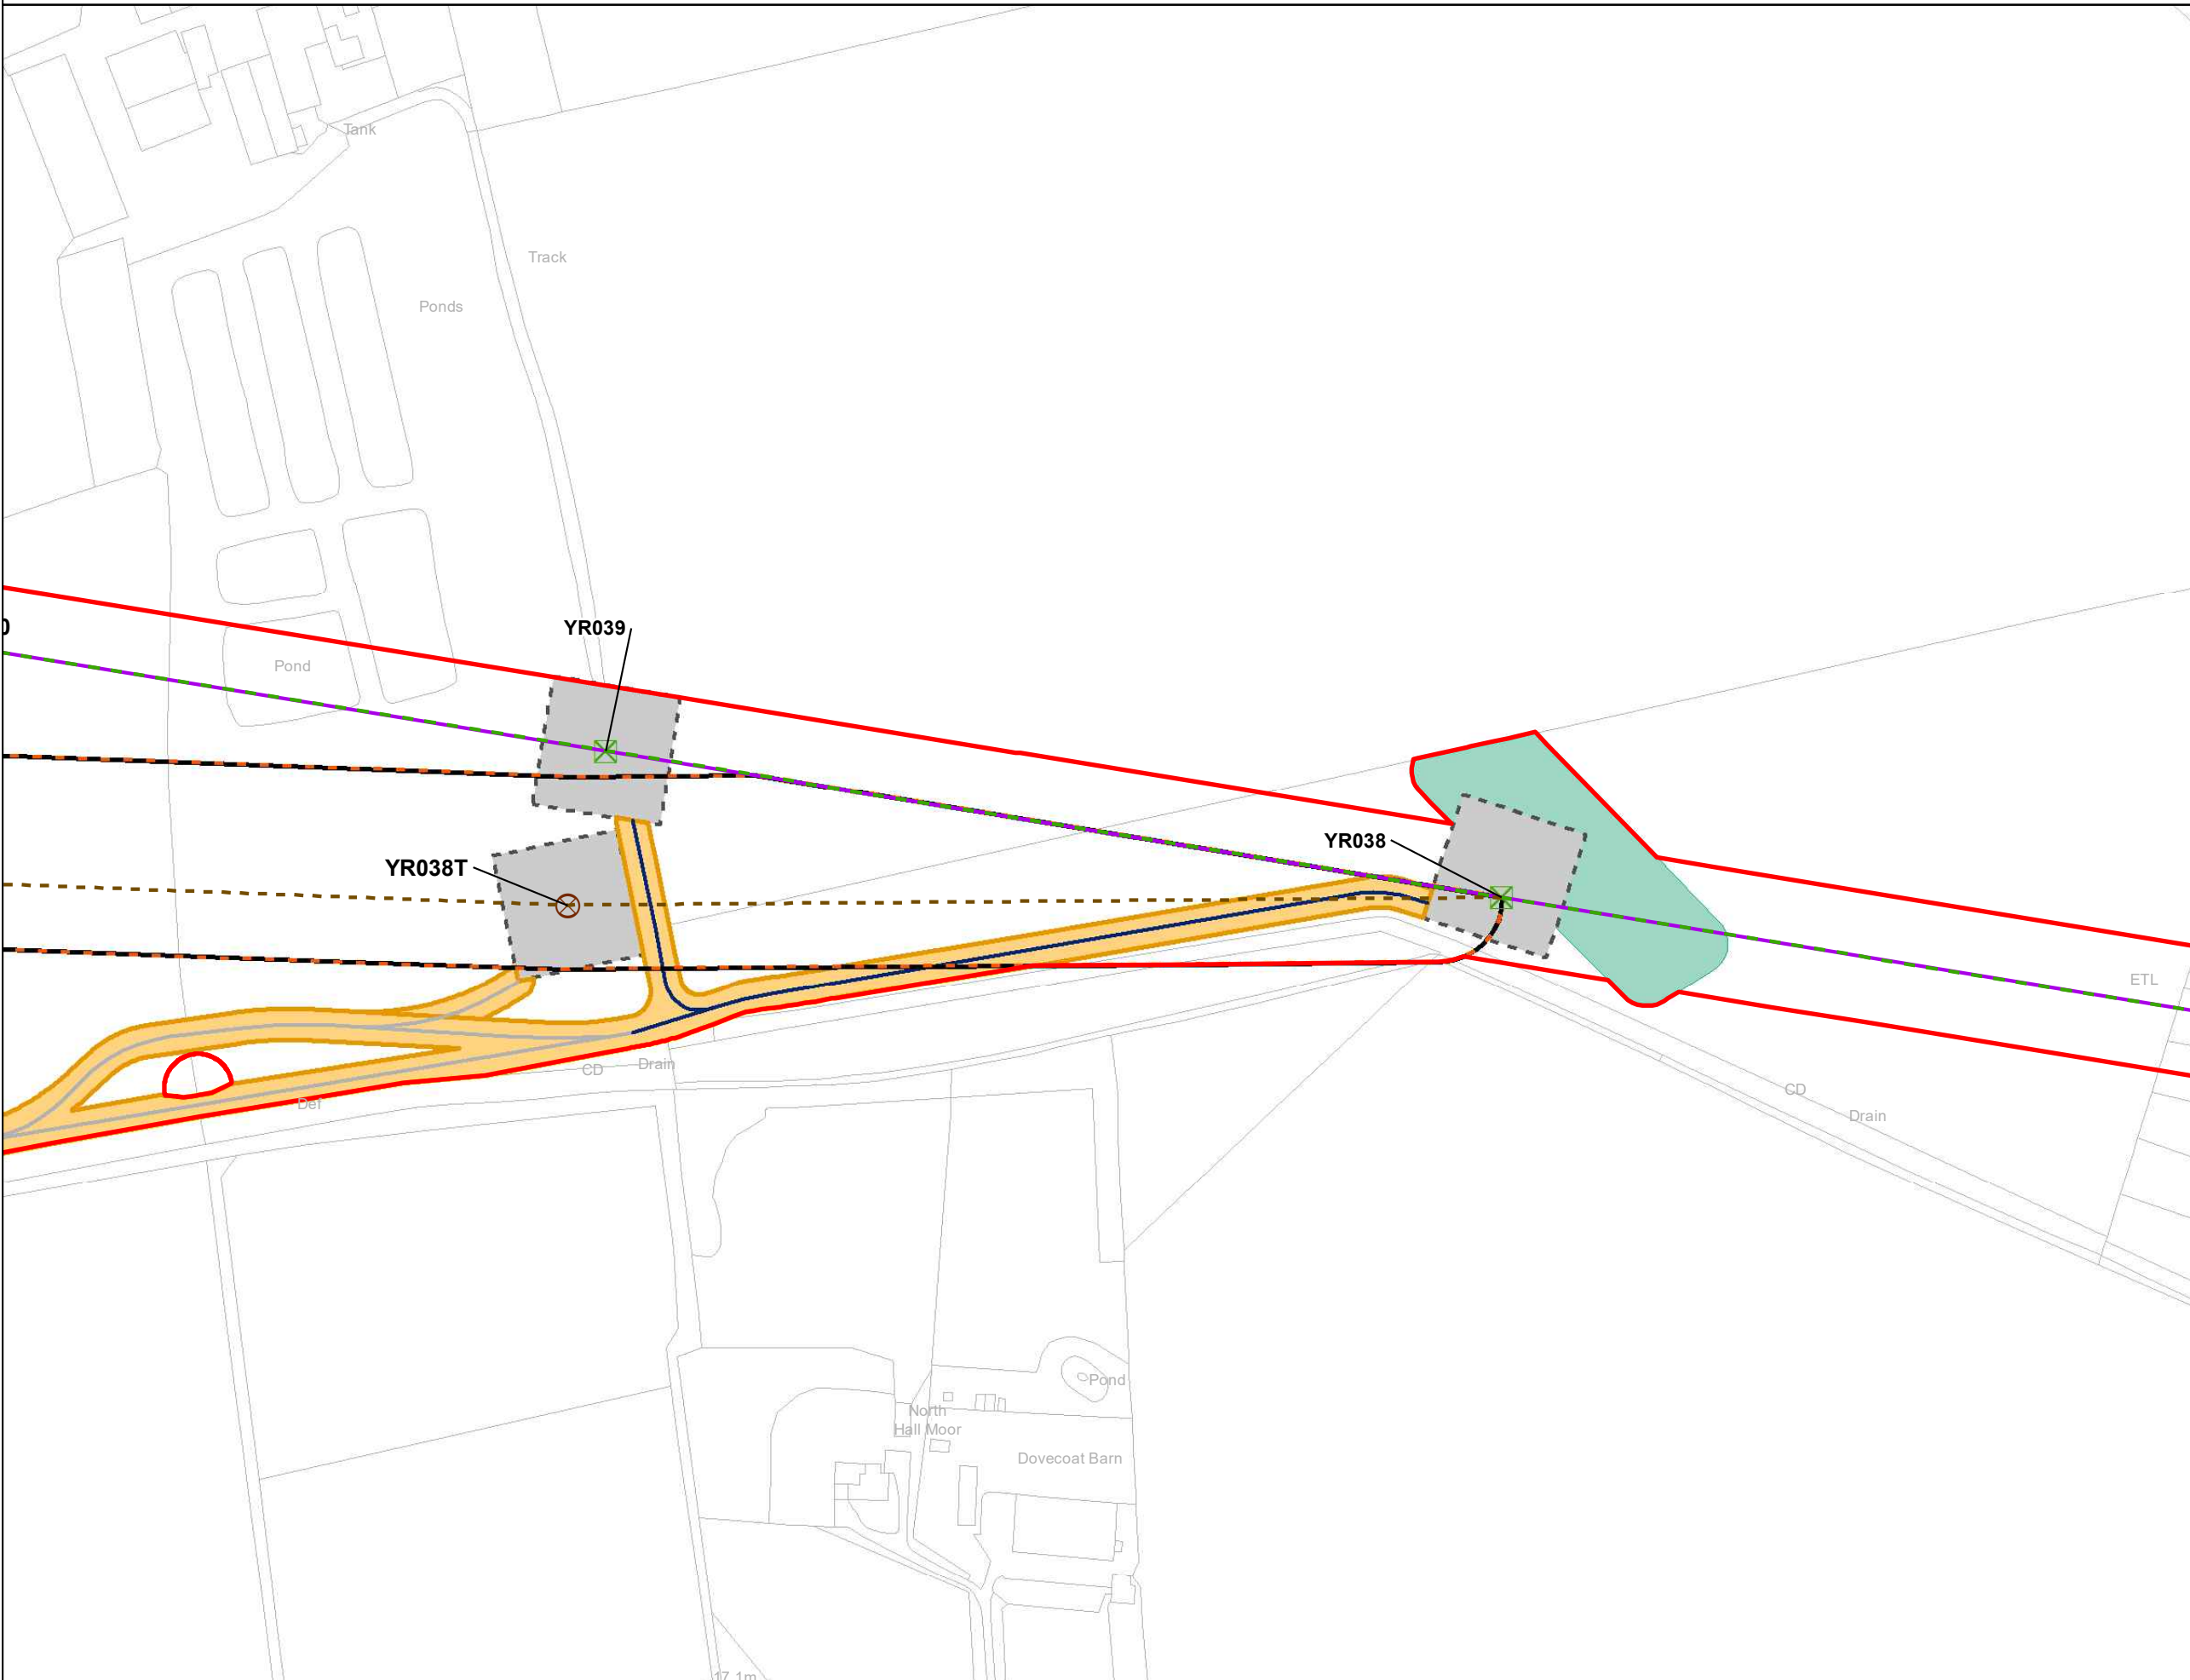 Tank
Track
Ponds
YR039
Pond
YR038
YR038T
ETL
Drain
CD
Def
CD
Drain
Pond
North
Hall Moor
Dovecoat Barn
17.1m